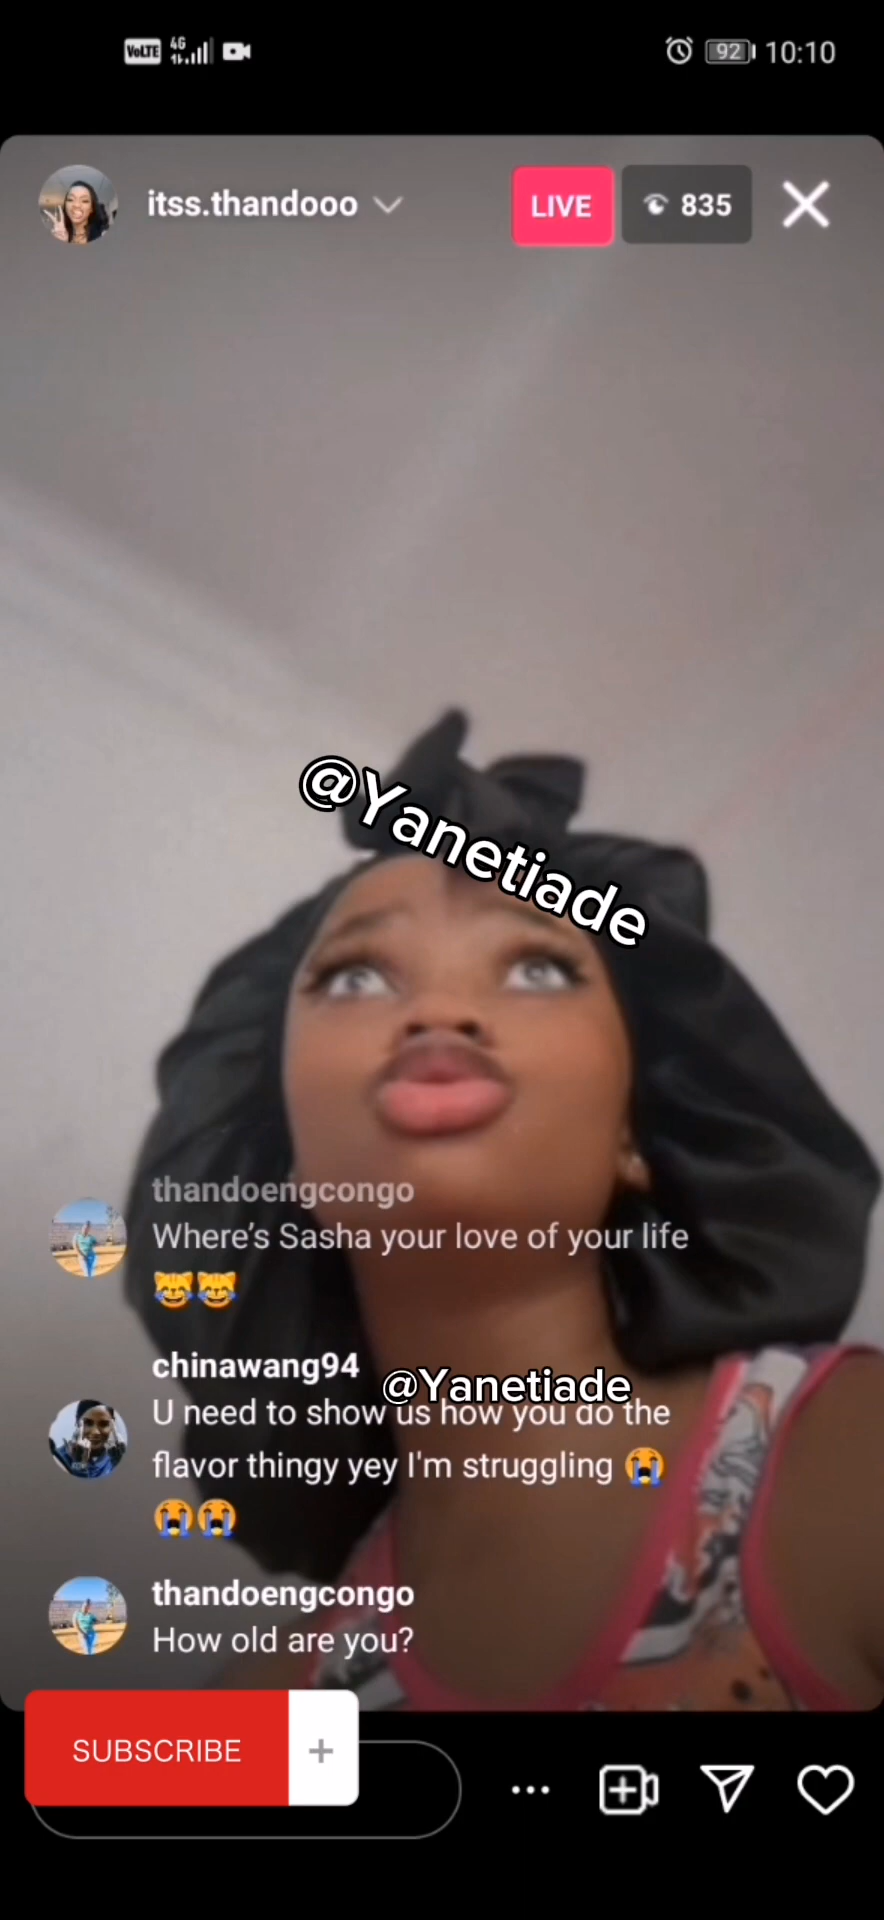 VoLTE 4G 92 10:10
itss.thandooo LIVE 835
@Yanetiade
thandoengcongo
Where's Sasha your love of your life
😹😹
chinawang94
@Yanetiade
U need to show us how you do the
flavor thingy yey I'm struggling 😭
😭😭
thandoengcongo
How old are you?
SUBSCRIBE +